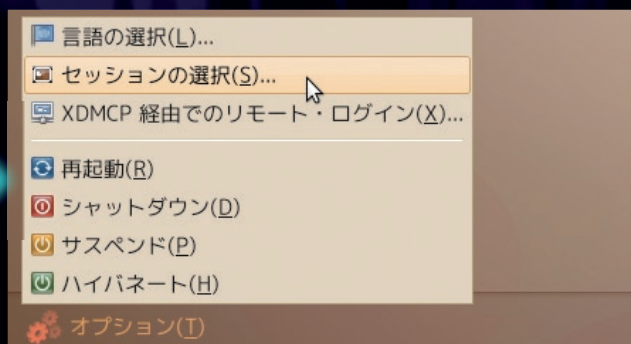 言語の選択(L)...
セッションの選択(S)...
XDMCP 経由でのリモート・ログイン(X)...
再起動(R)
シャットダウン(D)
サスペンド(P)
ハイバネート(H)
オプション(T)